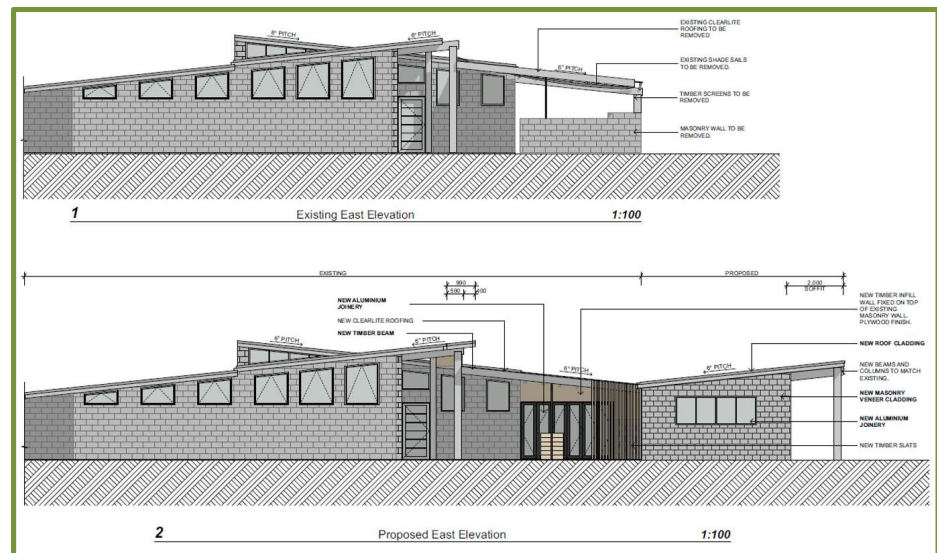 EXISTING CLEARLITE
ROOFING TO BE
REMOVED.
6° PITCH
6° PITCH
EXISTING SHADE SAILS
TO BE REMOVED.
6° PITCH
TIMBER SCREENS TO BE
REMOVED
MASONRY WALL TO BE
REMOVED.
1
Existing East Elevation
1:100
EXISTING
PROPOSED
990
590
400
2,000
SOFFIT
NEW ALUMINIUM
JOINERY
NEW CLEARLITE ROOFING
NEW TIMBER BEAM
NEW TIMBER INFILL
WALL FIXED ON TOP
OF EXISTING
MASONRY WALL.
PLYWOOD FINISH.
6° PITCH
6° PITCH
NEW ROOF CLADDING
6° PITCH
6° PITCH
NEW BEAMS AND
COLUMNS TO MATCH
EXISTING.
NEW MASONRY
VENEER CLADDING
NEW ALUMINIUM
JOINERY
NEW TIMBER SLATS
2
Proposed East Elevation
1:100